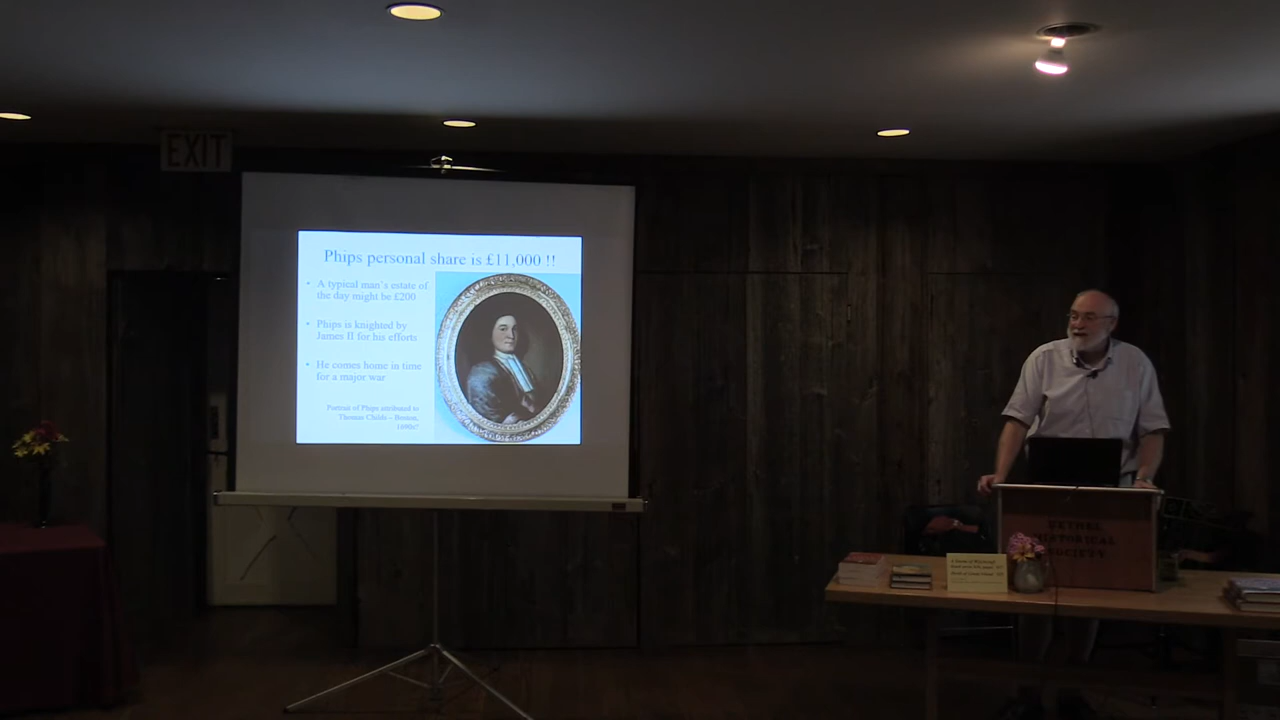 EXIT
Phips personal share is £11,000 !!
• A typical man's estate of
the day might be £200
• Phips is knighted by
James II for his efforts
• He comes home in time
for a major war
Portrait of Phips attributed to
Thomas Childs – Boston,
1690s?
BETHEL
HISTORICAL
SOCIETY